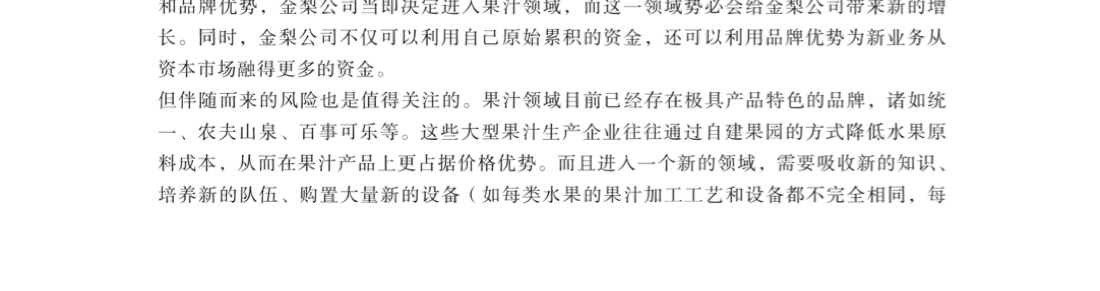 和品牌优势，金梨公司当即决定进入果汁领域，而这一领域势必会给金梨公司带来新的增
长。同时，金梨公司不仅可以利用自己原始累积的资金，还可以利用品牌优势为新业务从
资本市场融得更多的资金。
但伴随而来的风险也是值得关注的。果汁领域目前已经存在极具产品特色的品牌，诸如统
一、农夫山泉、百事可乐等。这些大型果汁生产企业往往通过自建果园的方式降低水果原
料成本，从而在果汁产品上更占据价格优势。而且进入一个新的领域，需要吸收新的知识、
培养新的队伍、购置大量新的设备（如每类水果的果汁加工工艺和设备都不完全相同，每